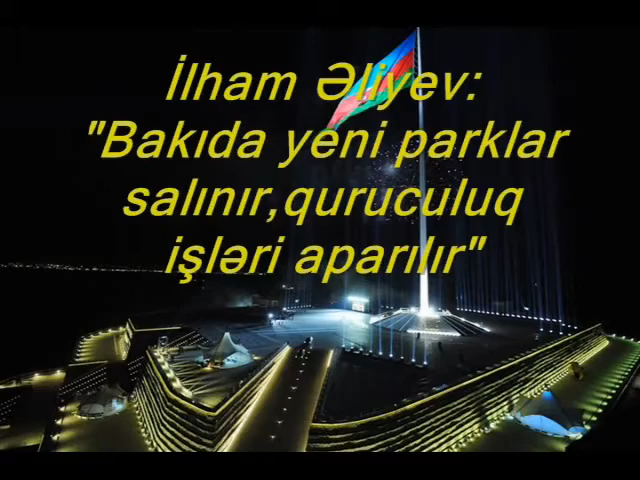 İlham Əliyev:
"Bakıda yeni parklar
salınır,quruculuq
işləri aparılır"